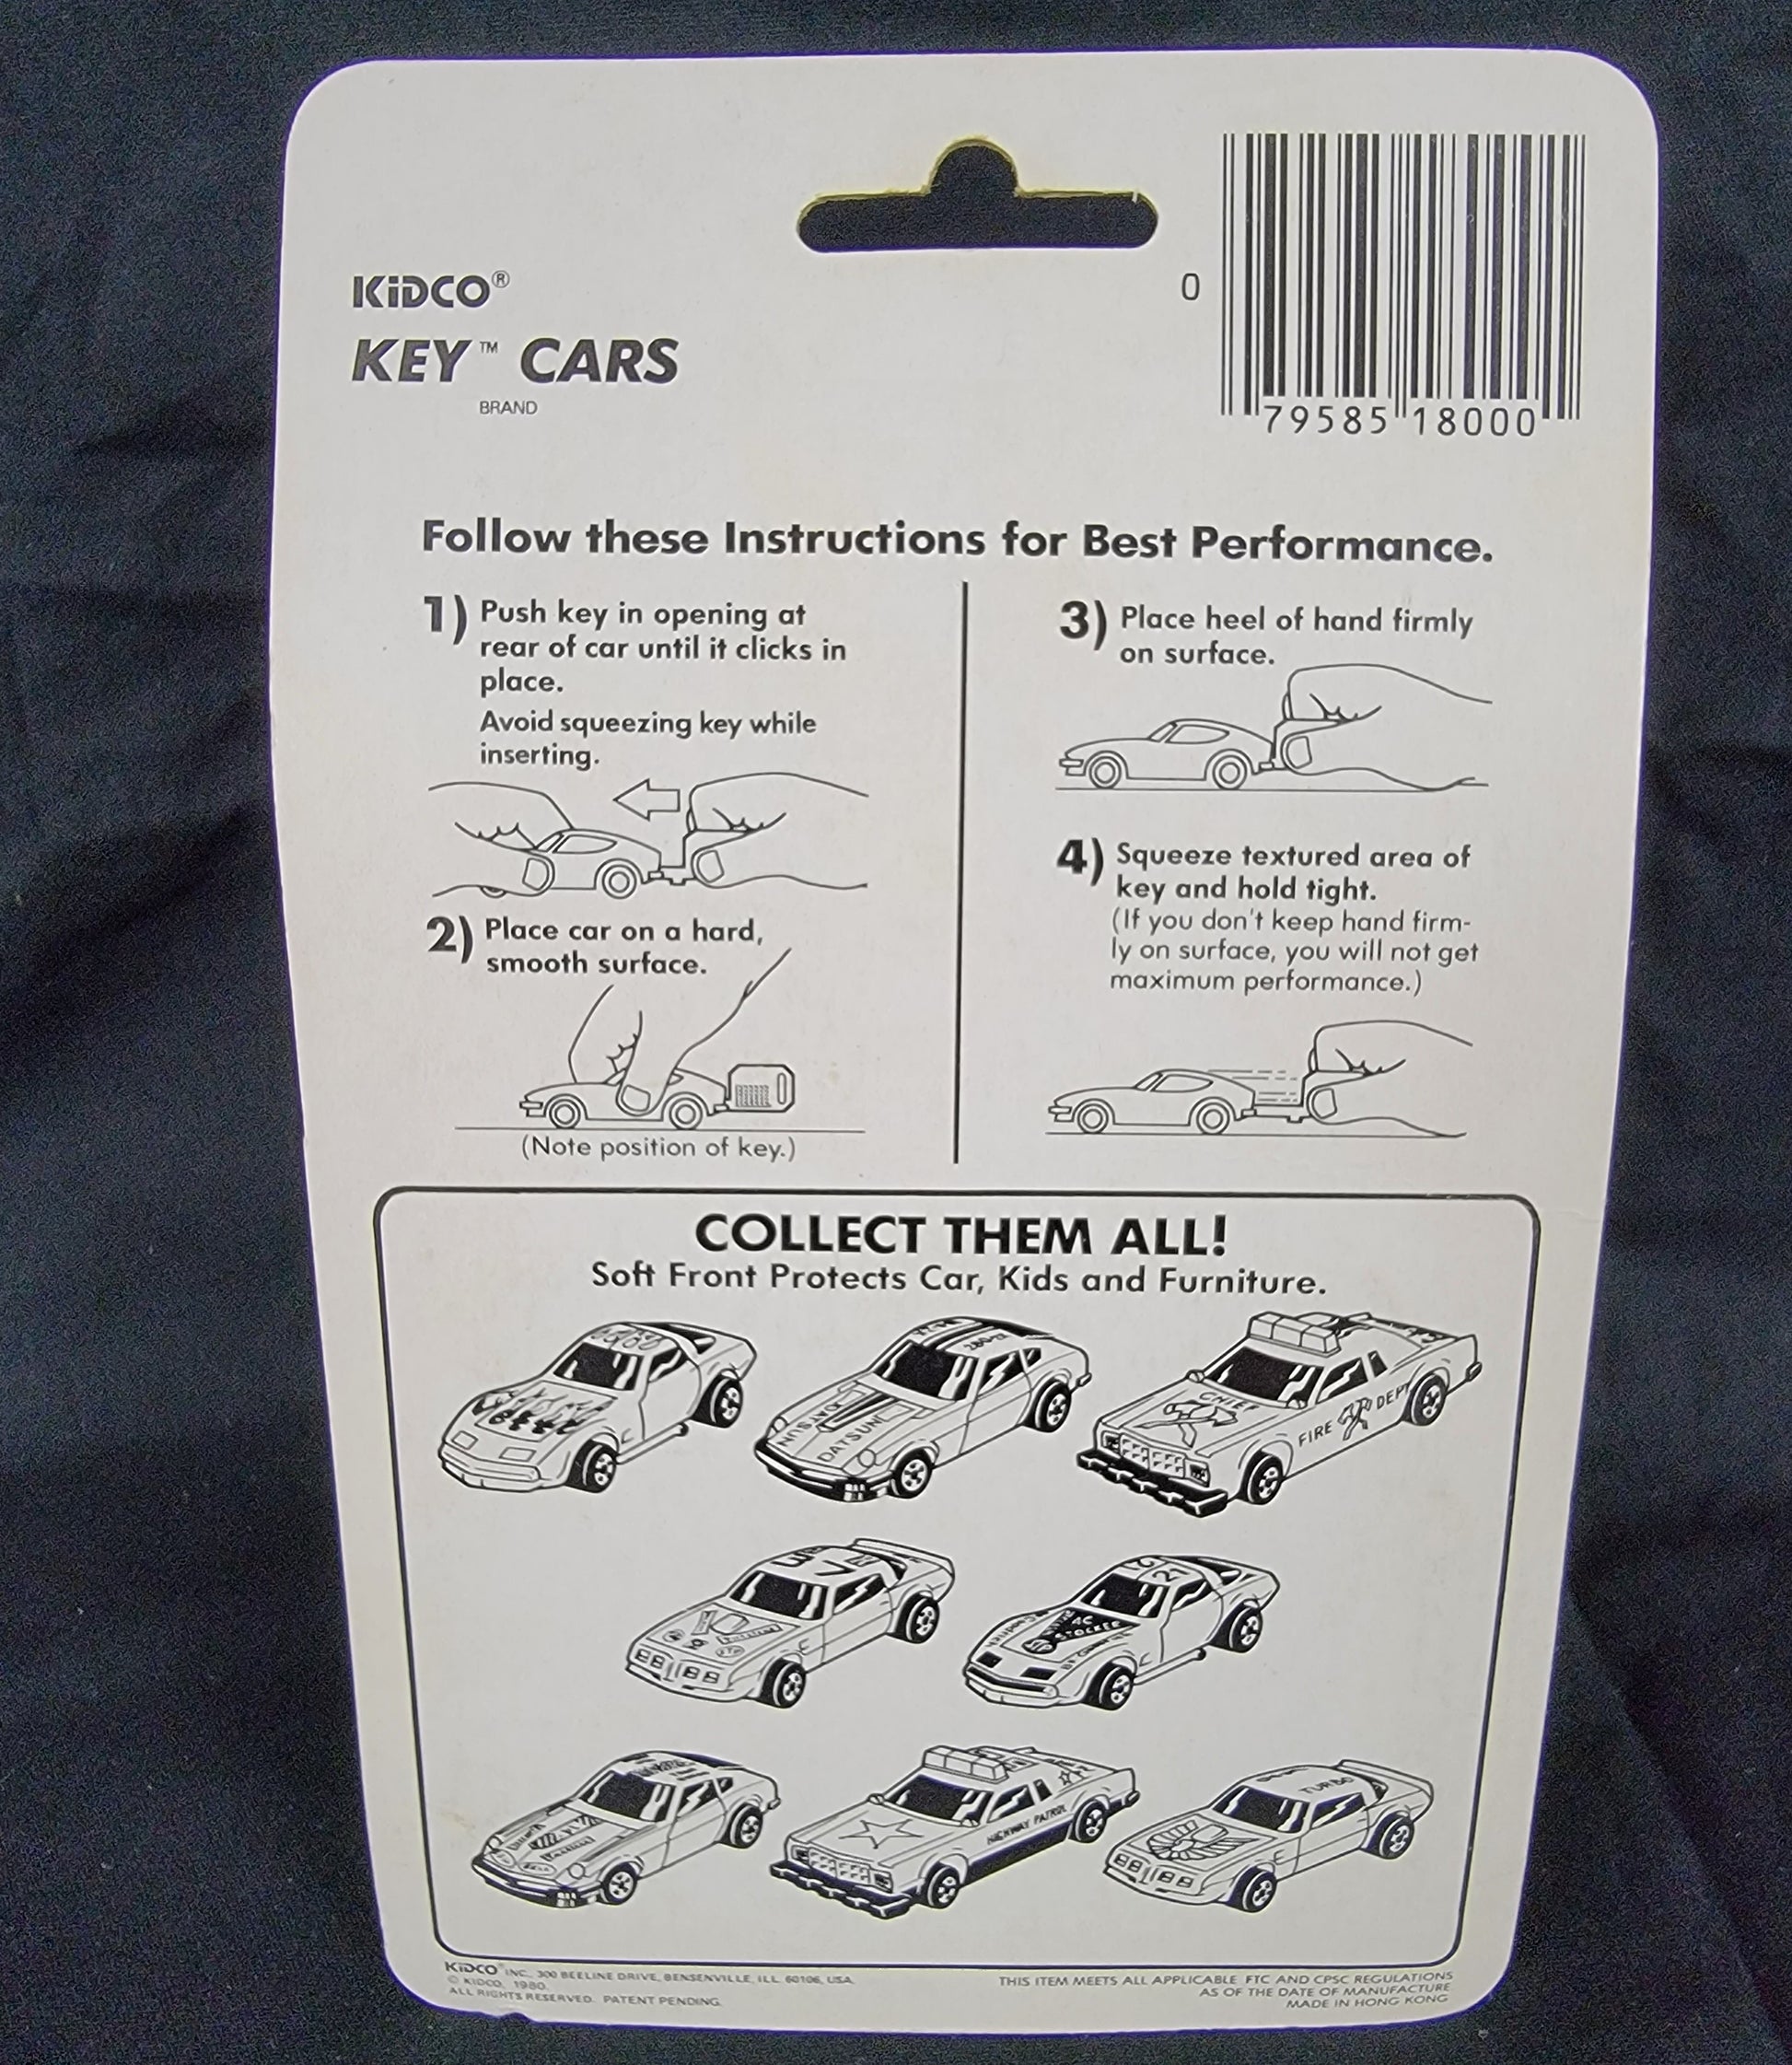 0
79585 18000
KiDCO®
KEY™ CARS
BRAND
Follow these Instructions for Best Performance.
1) Push key in opening at
rear of car until it clicks in
place.
Avoid squeezing key while
inserting.
2) Place car on a hard,
smooth surface.
(Note position of key.)
3) Place heel of hand firmly
on surface.
4) Squeeze textured area of
key and hold tight.
(If you don't keep hand firm-
ly on surface, you will not get
maximum performance.)
COLLECT THEM ALL!
Soft Front Protects Car, Kids and Furniture.
DATSUN
DATSUN
CHIEF
FIRE DEPT
21
STOCKER
HIGHWAY PATROL
TURBO
KiDCO® INC., 300 BEELINE DRIVE, BENSENVILLE, ILL. 60106, USA.
© KIDCO, 1980.
ALL RIGHTS RESERVED. PATENT PENDING.
THIS ITEM MEETS ALL APPLICABLE FTC AND CPSC REGULATIONS
AS OF THE DATE OF MANUFACTURE
MADE IN HONG KONG